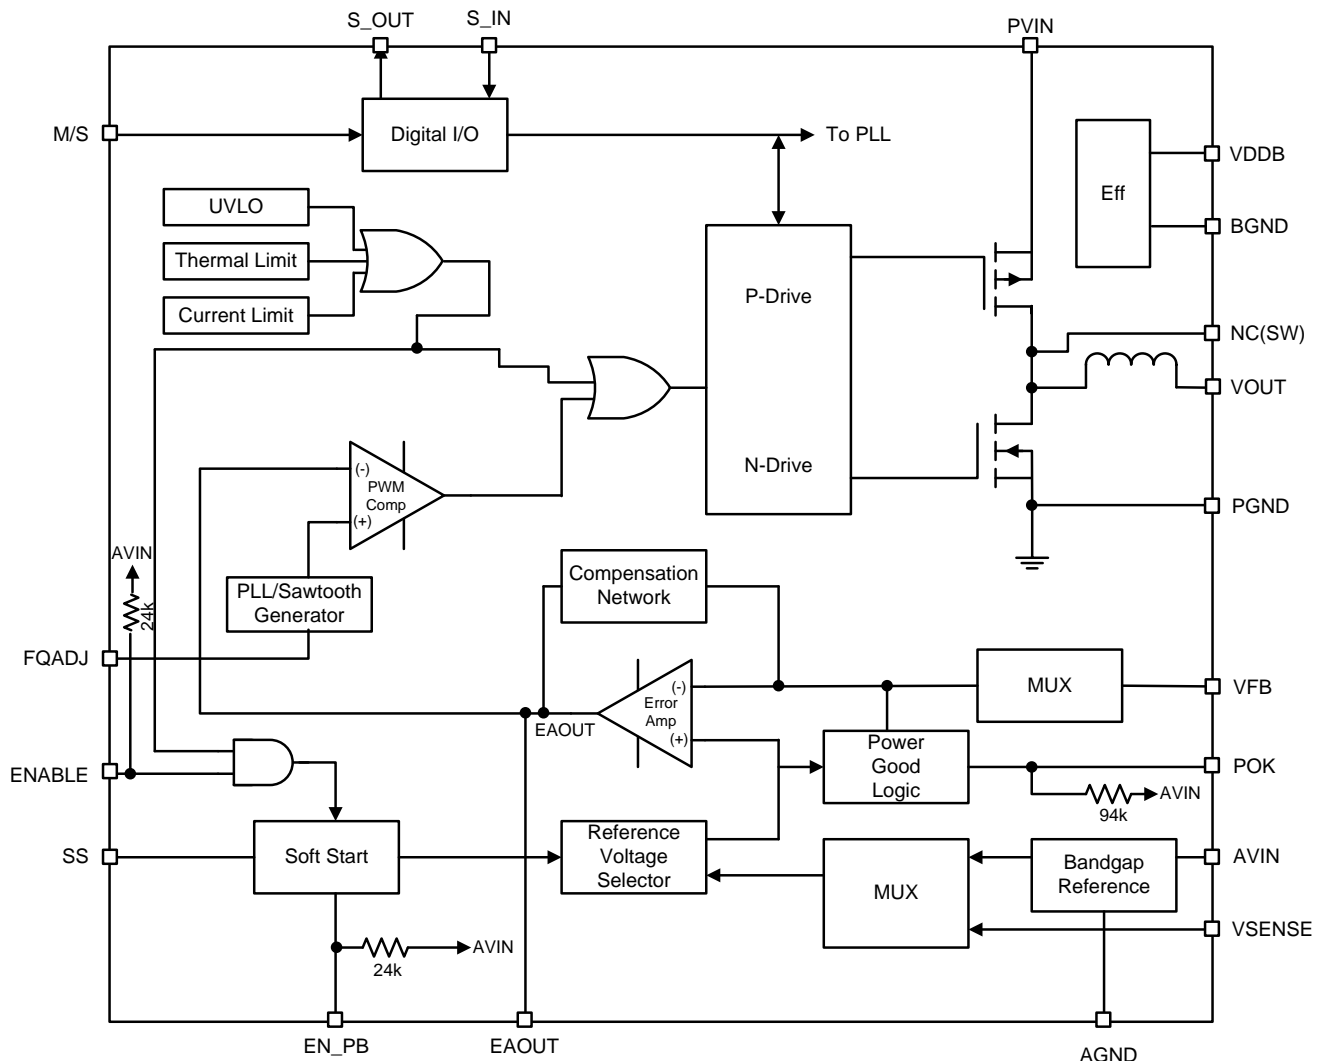 S_OUT
S_IN
PVIN
M/S
Digital I/O
To PLL
VDDB
Eff
BGND
UVLO
Thermal Limit
Current Limit
P-Drive
NC(SW)
VOUT
N-Drive
(-)
PWM
Comp
(+)
PGND
AVIN
24k
PLL/Sawtooth
Generator
Compensation
Network
FQADJ
(-)
Error
Amp
(+)
EAOUT
MUX
VFB
Power
Good
Logic
POK
AVIN
94k
ENABLE
SS
Soft Start
Reference
Voltage
Selector
MUX
Bandgap
Reference
AVIN
VSENSE
AVIN
24k
EN_PB
EAOUT
AGND